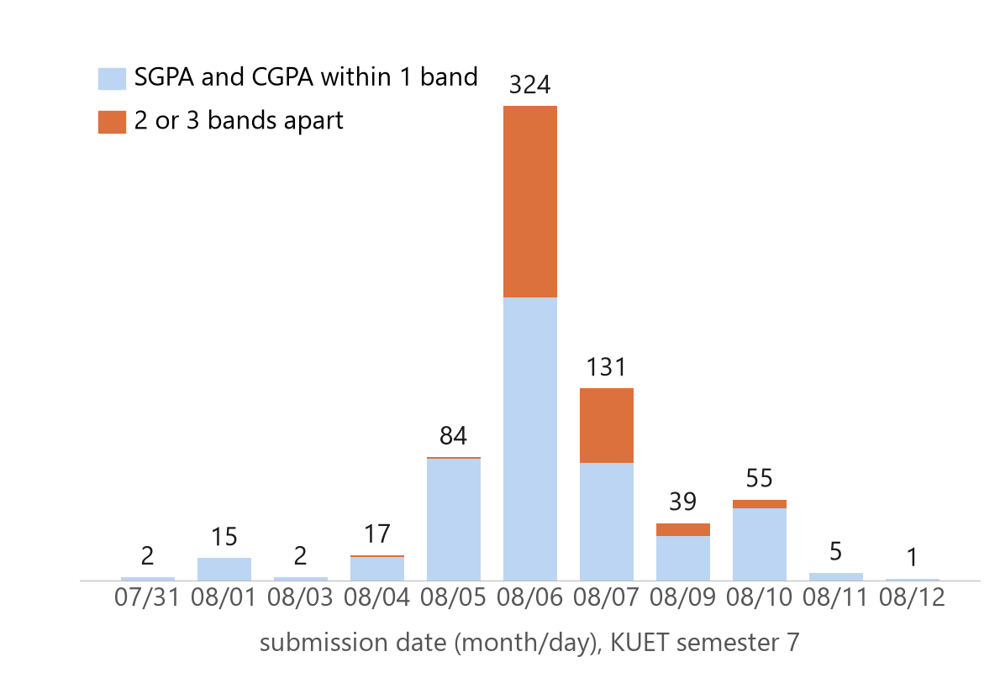 SGPA and CGPA within 1 band
2 or 3 bands apart
324
131
84
55
39
17
15
2
2
5
1
07/31 08/01 08/03 08/04 08/05 08/06 08/07 08/09 08/10 08/11 08/12
submission date (month/day), KUET semester 7